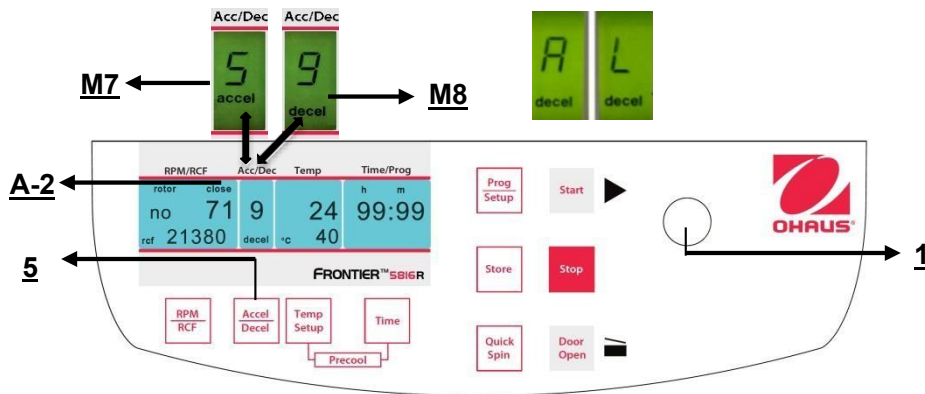 Acc/Dec Acc/Dec
5 9 A L
accel decel decel decel
M7 M8
RPM/RCF Acc/Dec Temp Time/Prog
A-2
rotor close h m
no 71 9 24 99:99
rcf 21380 decel °C 40
5
FRONTIER™ 5816R
RPM
RCF
Accel
Decel
Temp
Setup
Time
Precool
Prog
Setup
Start
Store
Stop
Quick
Spin
Door
Open
OHAUS®
1